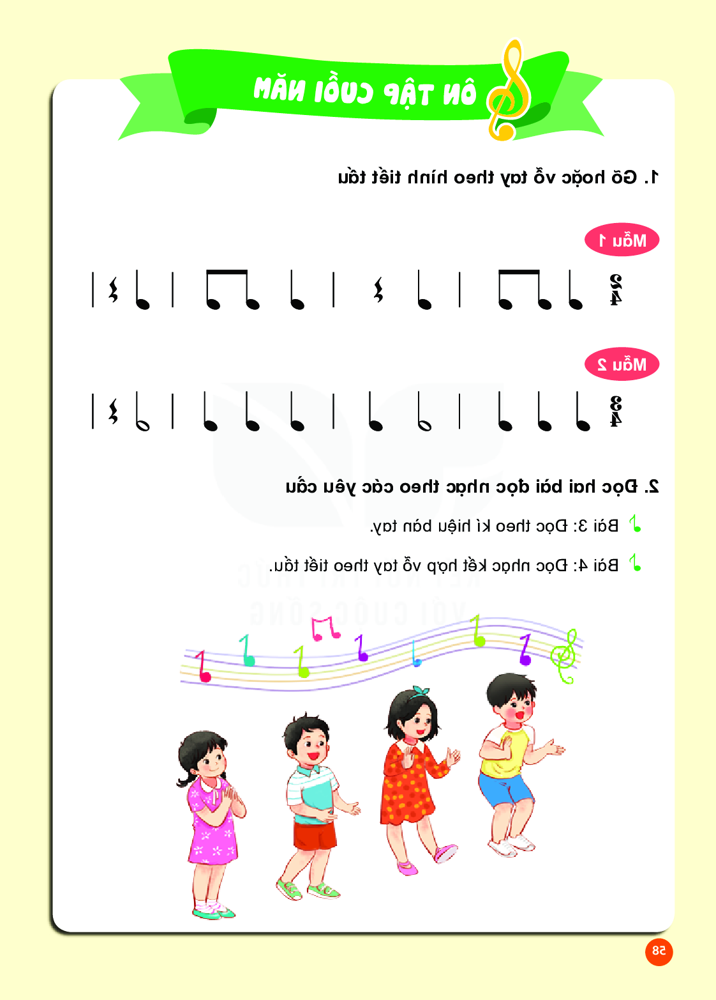 ÔN TẬP CUỐI NĂM
1. Gõ hoặc vỗ tay theo hình tiết tấu
Mẫu 1
2
4
Mẫu 2
3
4
2. Đọc hai bài đọc nhạc theo các yêu cầu
Bài 3: Đọc theo kí hiệu bàn tay.
Bài 4: Đọc nhạc kết hợp vỗ tay theo tiết tấu.
KẾT NỐI TRI THỨC
VỚI CUỘC SỐNG
58